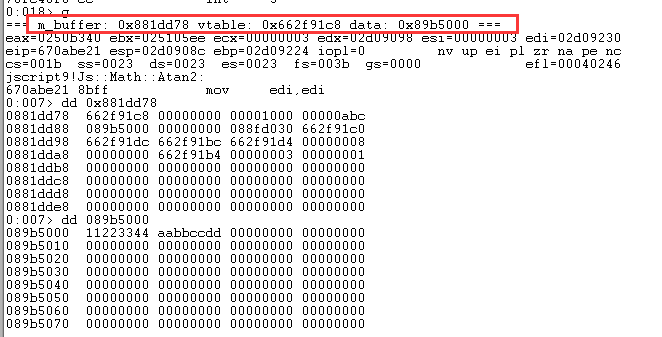 0:018> g
=== m_buffer: 0x881dd78 vtable: 0x662f91c8 data: 0x89b5000 ===
eax=0250b340 ebx=025105ee ecx=00000003 edx=02d09098 esi=00000003 edi=02d09230
eip=670abe21 esp=02d0908c ebp=02d09224 iopl=0 nv up ei pl zr na pe nc
cs=001b ss=0023 ds=0023 es=0023 fs=003b gs=0000 efl=00040246
jscript9!Js::Math::Atan2:
670abe21 8bff mov edi,edi
0:007> dd 0x881dd78
0881dd78 662f91c8 00000000 00001000 00000abc
0881dd88 089b5000 00000000 088fd030 662f91c0
0881dd98 662f91dc 662f91bc 662f91d4 00000008
0881dda8 00000000 662f91b4 00000003 00000001
0881ddb8 00000000 00000000 00000000 00000000
0881ddc8 00000000 00000000 00000000 00000000
0881ddd8 00000000 00000000 00000000 00000000
0881dde8 00000000 00000000 00000000 00000000
0:007> dd 089b5000
089b5000 11223344 aabbccdd 00000000 00000000
089b5010 00000000 00000000 00000000 00000000
089b5020 00000000 00000000 00000000 00000000
089b5030 00000000 00000000 00000000 00000000
089b5040 00000000 00000000 00000000 00000000
089b5050 00000000 00000000 00000000 00000000
089b5060 00000000 00000000 00000000 00000000
089b5070 00000000 00000000 00000000 00000000